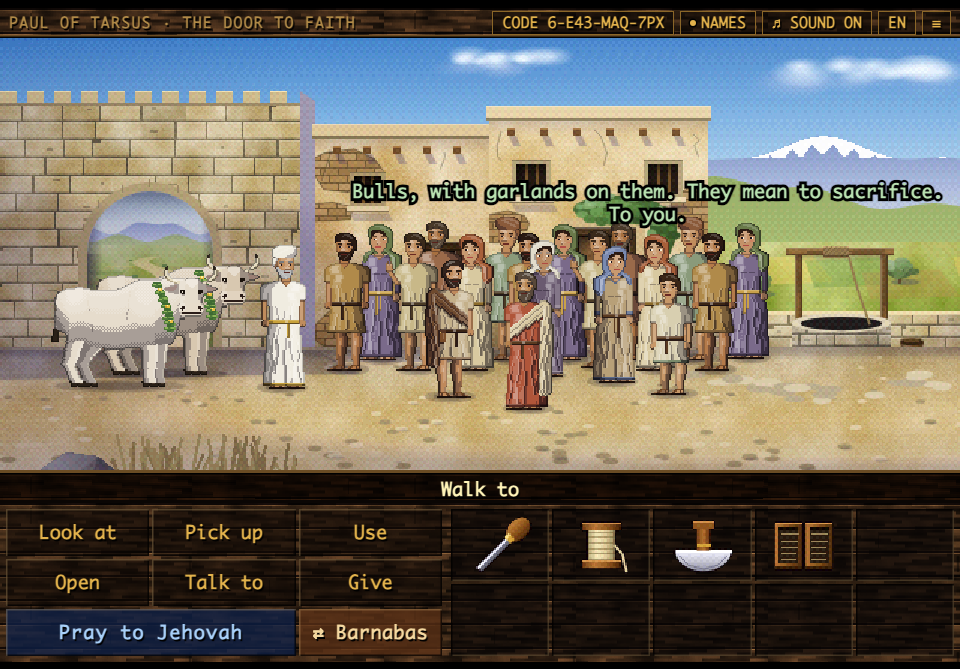 PAUL OF TARSUS · THE DOOR TO FAITH
CODE 6-E43-MAQ-7PX
• NAMES
♬ SOUND ON
EN
≡
Bulls, with garlands on them. They mean to sacrifice.
To you.
Walk to
Look at
Pick up
Use
Open
Talk to
Give
Pray to Jehovah
⇄ Barnabas